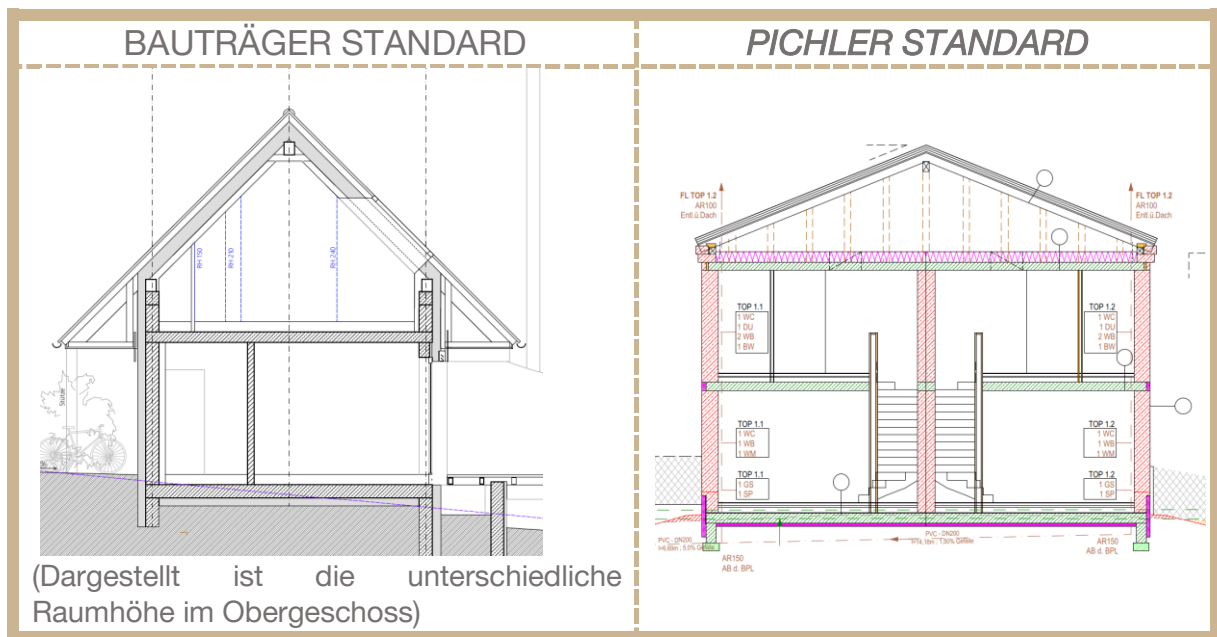 BAUTRÄGER STANDARD
PICHLER STANDARD
RH 150
RH 210
RH 240
Stütze
(Dargestellt ist die unterschiedliche
Raumhöhe im Obergeschoss)
FL TOP 1.2
AR100
Entl.ü.Dach
FL TOP 1.2
AR100
Entl.ü.Dach
TOP 1.1
1 WC
1 DU
2 WB
1 BW
TOP 1.2
1 WC
1 DU
2 WB
1 BW
TOP 1.1
1 WC
1 WB
1 WM
TOP 1.2
1 WC
1 WB
1 WM
TOP 1.1
1 GS
1 SP
TOP 1.2
1 GS
1 SP
PVC - DN200
PVC - DN200
AR150
AB d. BPL
AR150
AB d. BPL